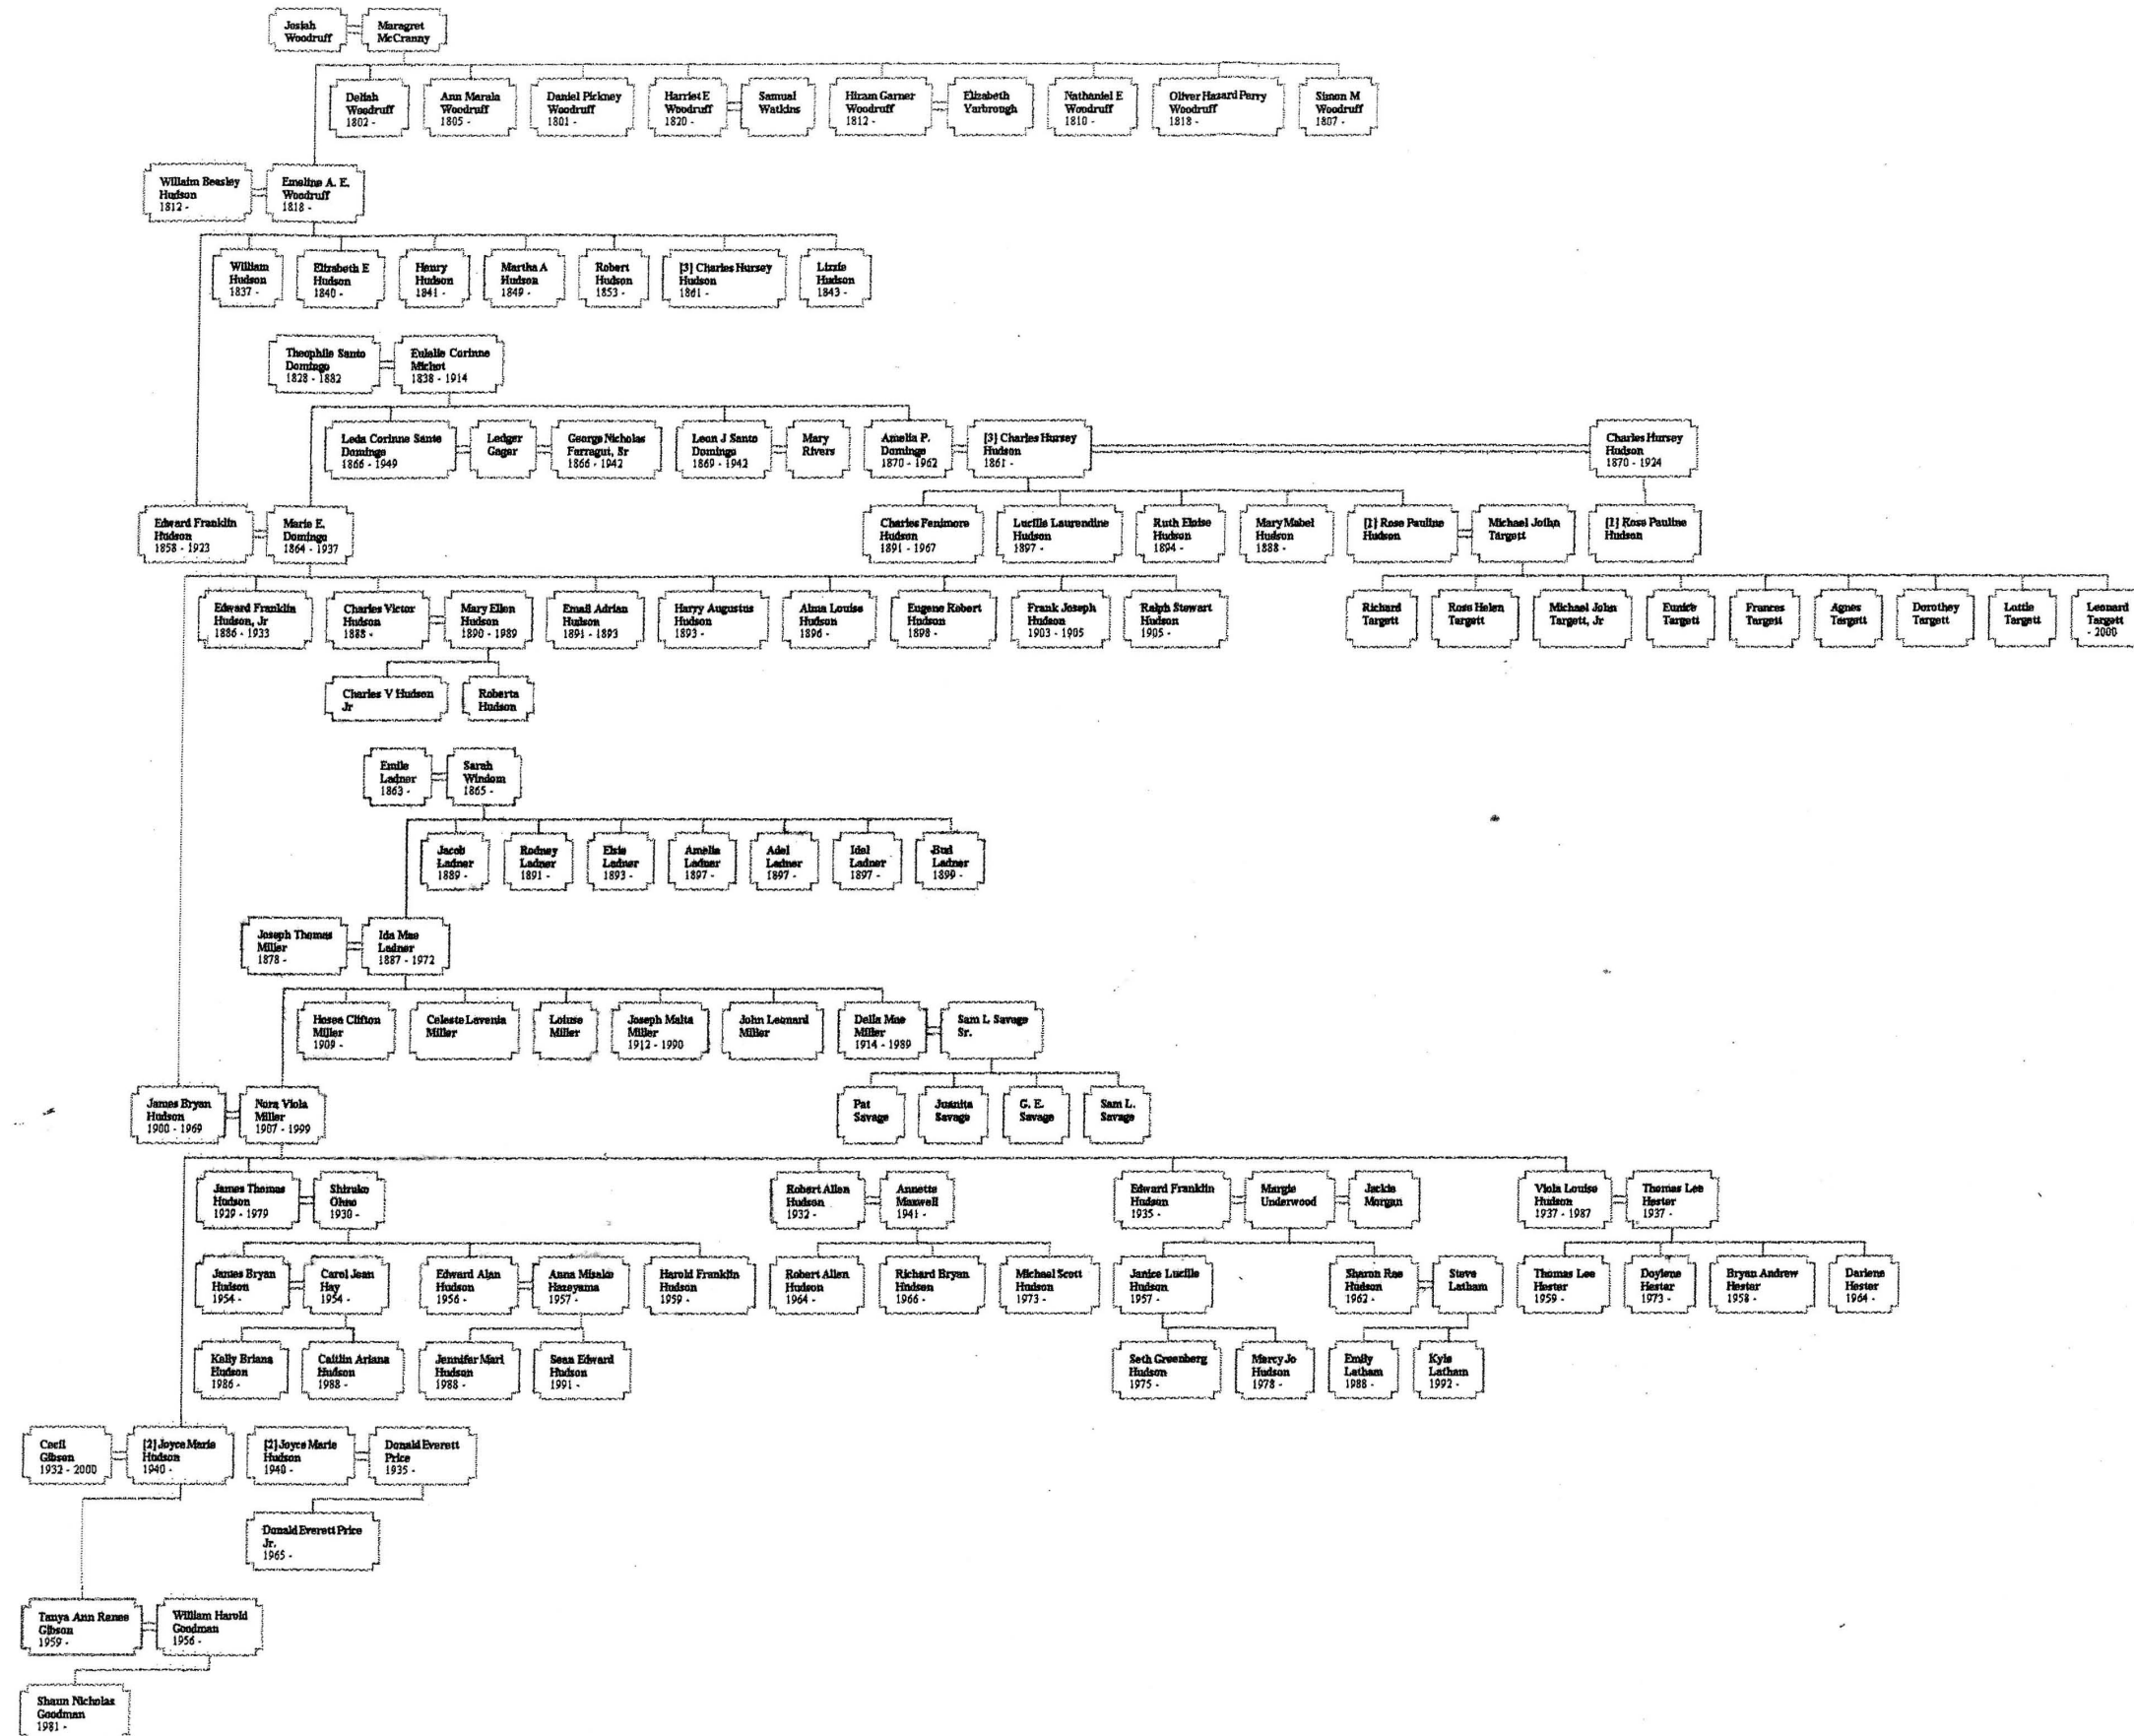 Josiah
Woodruff
Maragret
McCranny
Deliah
Woodruff
1802 -
Ann Marala
Woodruff
1805 -
Daniel Pickney
Woodruff
1801 -
Harriet E
Woodruff
1820 -
Samual
Watkins
Hiram Garner
Woodruff
1812 -
Elizabeth
Yarbrough
Nathaniel E
Woodruff
1810 -
Oliver Hazard Perry
Woodruff
1818 -
Simon M
Woodruff
1807 -
Willaim Beasley
Hudson
1812 -
Emeline A. E.
Woodruff
1818 -
William
Hudson
1837 -
Elizabeth E
Hudson
1840 -
Henry
Hudson
1841 -
Martha A
Hudson
1849 -
Robert
Hudson
1853 -
[3] Charles Hursey
Hudson
1861 -
Lizzie
Hudson
1843 -
Theophile Santo
Domingo
1828 - 1882
Eulalie Corinne
Michot
1838 - 1914
Leda Corinne Santo
Domingo
1866 - 1949
Ledger
Gager
George Nicholas
Farragut, Sr
1866 - 1942
Leon J Santo
Domingo
1869 - 1942
Mary
Rivers
Amelia P.
Domingo
1870 - 1962
[3] Charles Hursey
Hudson
1861 -
Charles Hursey
Hudson
1870 - 1924
Edward Franklin
Hudson
1858 - 1923
Marie E.
Domingo
1864 - 1937
Charles Fenimore
Hudson
1891 - 1967
Lucille Laurendine
Hudson
1897 -
Ruth Eloise
Hudson
1894 -
Mary Mabel
Hudson
1888 -
[1] Rose Pauline
Hudson
Michael Joihn
Targett
[1] Rose Pauline
Hudson
Edward Franklin
Hudson, Jr
1886 - 1933
Charles Victor
Hudson
1888 -
Mary Ellen
Hudson
1890 - 1989
Email Adrian
Hudson
1891 - 1893
Harry Augustus
Hudson
1893 -
Alma Louise
Hudson
1896 -
Eugene Robert
Hudson
1898 -
Frank Joseph
Hudson
1903 - 1905
Ralph Stewart
Hudson
1905 -
Richard
Targett
Rose Helen
Targett
Michael John
Targett, Jr
Eunice
Targett
Frances
Targett
Agnes
Targett
Dorothey
Targett
Lottie
Targett
Leonard
Targett
- 2000
Charles V Hudson
Jr
Roberta
Hudson
Emile
Ladner
1863 -
Sarah
Windom
1865 -
Jacob
Ladner
1889 -
Rodney
Ladner
1891 -
Elsie
Ladner
1893 -
Amelia
Ladner
1897 -
Adel
Ladner
1897 -
Idel
Ladner
1897 -
Bud
Ladner
1899 -
Joseph Thomas
Miller
1878 -
Ida Mae
Ladner
1887 - 1972
Hosea Clifton
Miller
1909 -
Celeste Lavenia
Miller
Loiuse
Miller
Joseph Malta
Miller
1912 - 1990
John Leonard
Miller
Della Mae
Miller
1914 - 1989
Sam L Savage
Sr.
James Bryan
Hudson
1900 - 1969
Nora Viola
Miller
1907 - 1999
Pat
Savage
Juanita
Savage
G. E.
Savage
Sam L.
Savage
James Thomas
Hudson
1929 - 1979
Shizuko
Ohno
1930 -
Robert Allen
Hudson
1932 -
Annette
Maxwell
1941 -
Edward Franklin
Hudson
1935 -
Margie
Underwood
Jackie
Morgan
Viola Louise
Hudson
1937 - 1987
Thomas Lee
Hester
1937 -
James Bryan
Hudson
1954 -
Carol Jean
Hay
1954 -
Edward Alan
Hudson
1956 -
Anna Misako
Hazeyama
1957 -
Harold Franklin
Hudson
1959 -
Robert Allen
Hudson
1964 -
Richard Bryan
Hudson
1966 -
Michael Scott
Hudson
1973 -
Janice Lucille
Hudson
1957 -
Sharon Rae
Hudson
1962 -
Steve
Latham
Thomas Lee
Hester
1959 -
Doylene
Hester
1973 -
Bryan Andrew
Hester
1958 -
Darlene
Hester
1964 -
Kelly Briana
Hudson
1986 -
Caitlin Ariana
Hudson
1988 -
Jennifer Mari
Hudson
1988 -
Sean Edward
Hudson
1991 -
Seth Greenberg
Hudson
1975 -
Marcy Jo
Hudson
1978 -
Emily
Latham
1988 -
Kyle
Latham
1992 -
Cecil
Gibson
1932 - 2000
[2] Joyce Marie
Hudson
1940 -
[2] Joyce Marie
Hudson
1940 -
Donald Everett
Price
1935 -
Donald Everett Price
Jr.
1965 -
Tanya Ann Renee
Gibson
1959 -
William Harold
Goodman
1956 -
Shaun Nicholas
Goodman
1981 -